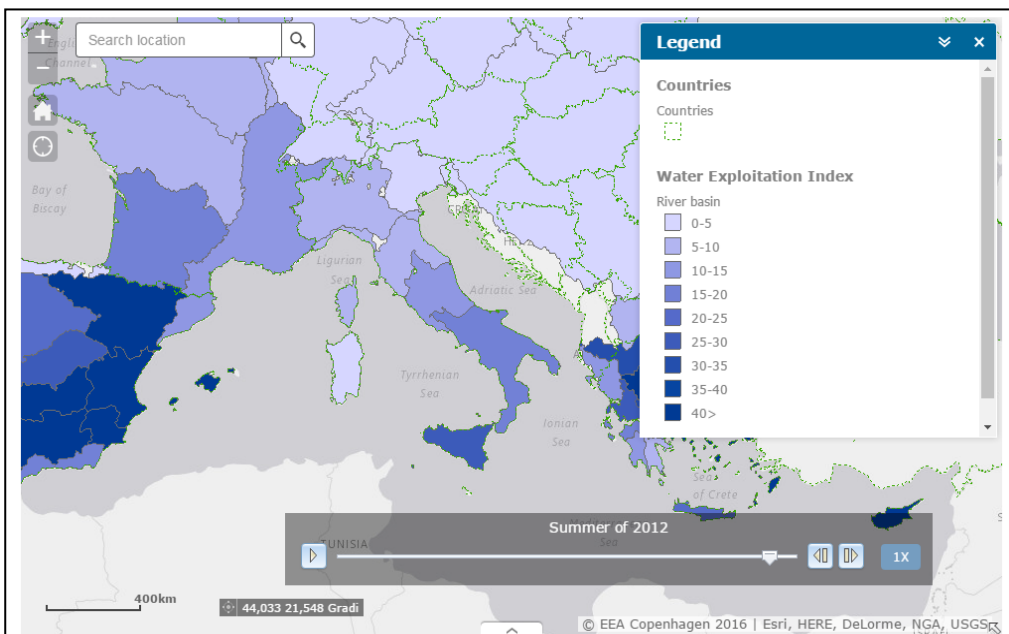 +
Search location
−
Channel
Bay of
Biscay
Ligurian
Sea
Adriatic Sea
Tyrrhenian
Sea
Ionian
Sea
Sea
of Crete
Legend
Countries
Countries
Water Exploitation Index
River basin
0-5
5-10
10-15
15-20
20-25
25-30
30-35
35-40
40>
Summer of 2012
TUNISIA
Sea
1X
400km
44,033 21,548 Gradi
© EEA Copenhagen 2016 | Esri, HERE, DeLorme, NGA, USGS